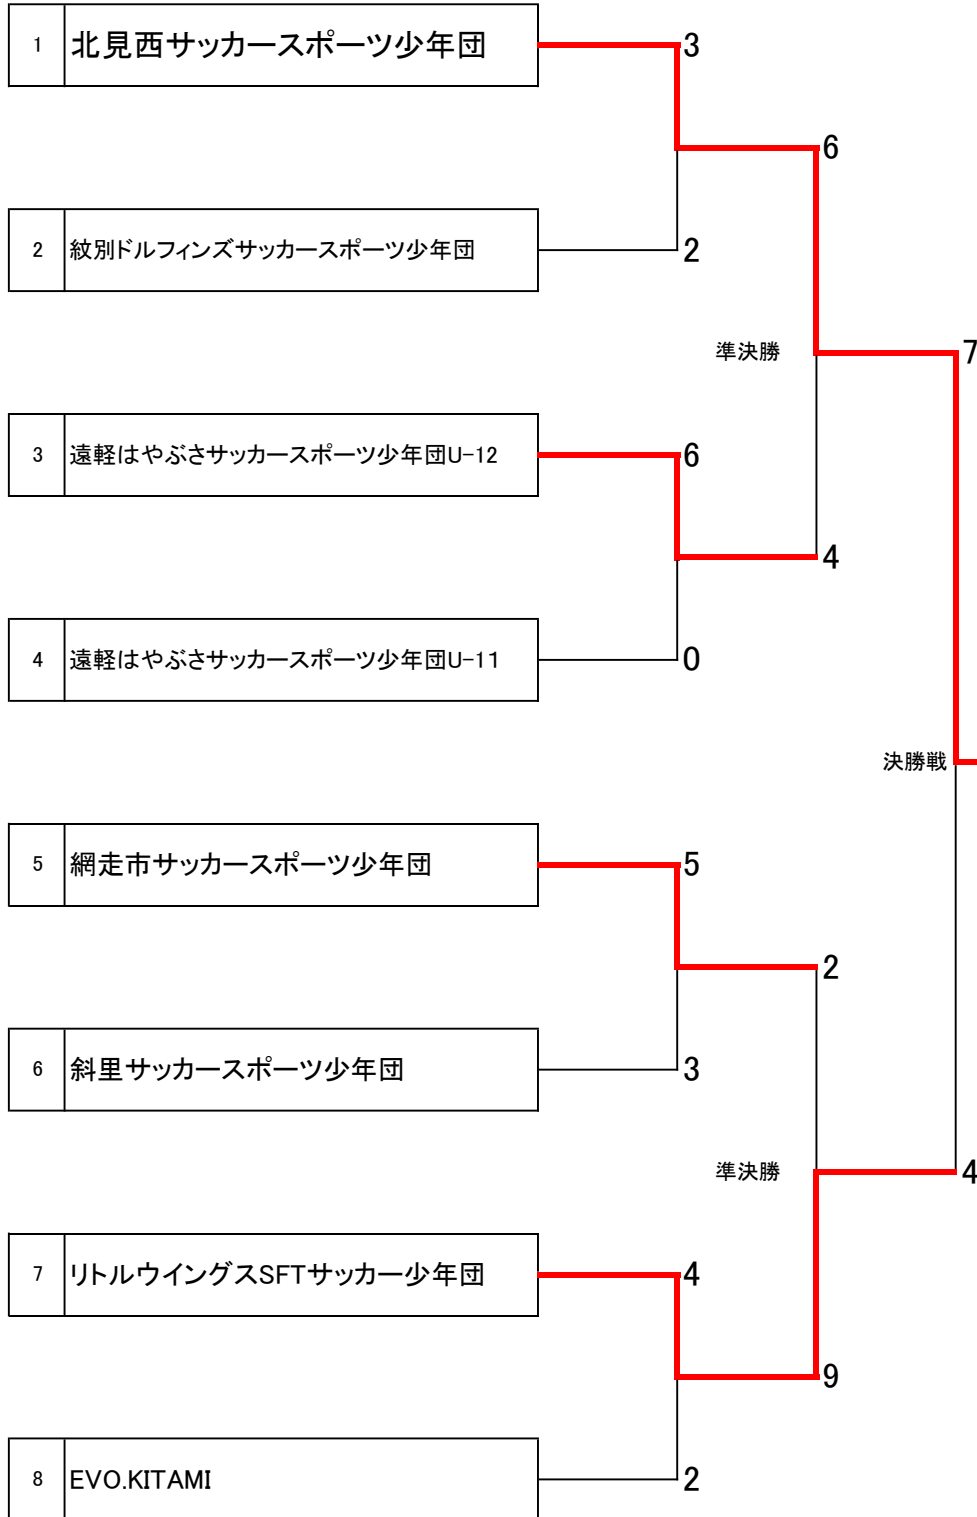 1 北見西サッカースポーツ少年団 3
6
2 紋別ドルフィンズサッカースポーツ少年団 2
準決勝 7
3 遠軽はやぶさサッカースポーツ少年団U-12 6
4
4 遠軽はやぶさサッカースポーツ少年団U-11 0
決勝戦
5 網走市サッカースポーツ少年団 5
2
6 斜里サッカースポーツ少年団 3
準決勝 4
7 リトルウイングスSFTサッカー少年団 4
9
8 EVO.KITAMI 2